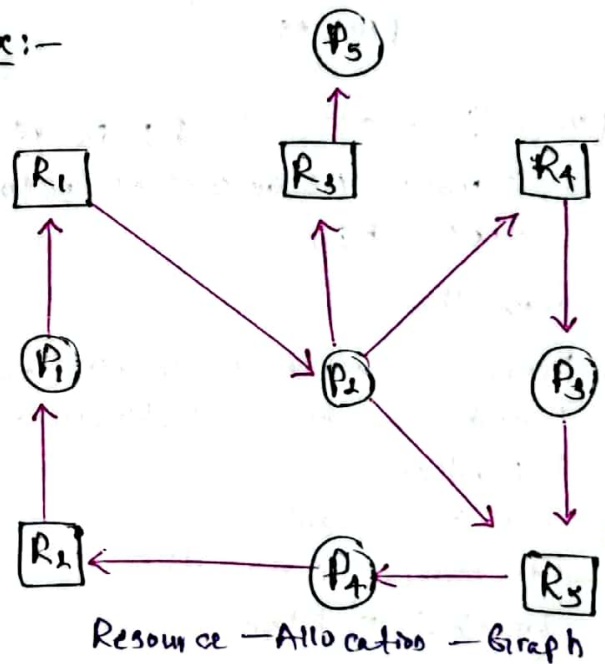 x:-
P5
R1
R3
R4
P1
P2
P3
R2
P4
R5
Resource - Allocation - Graph